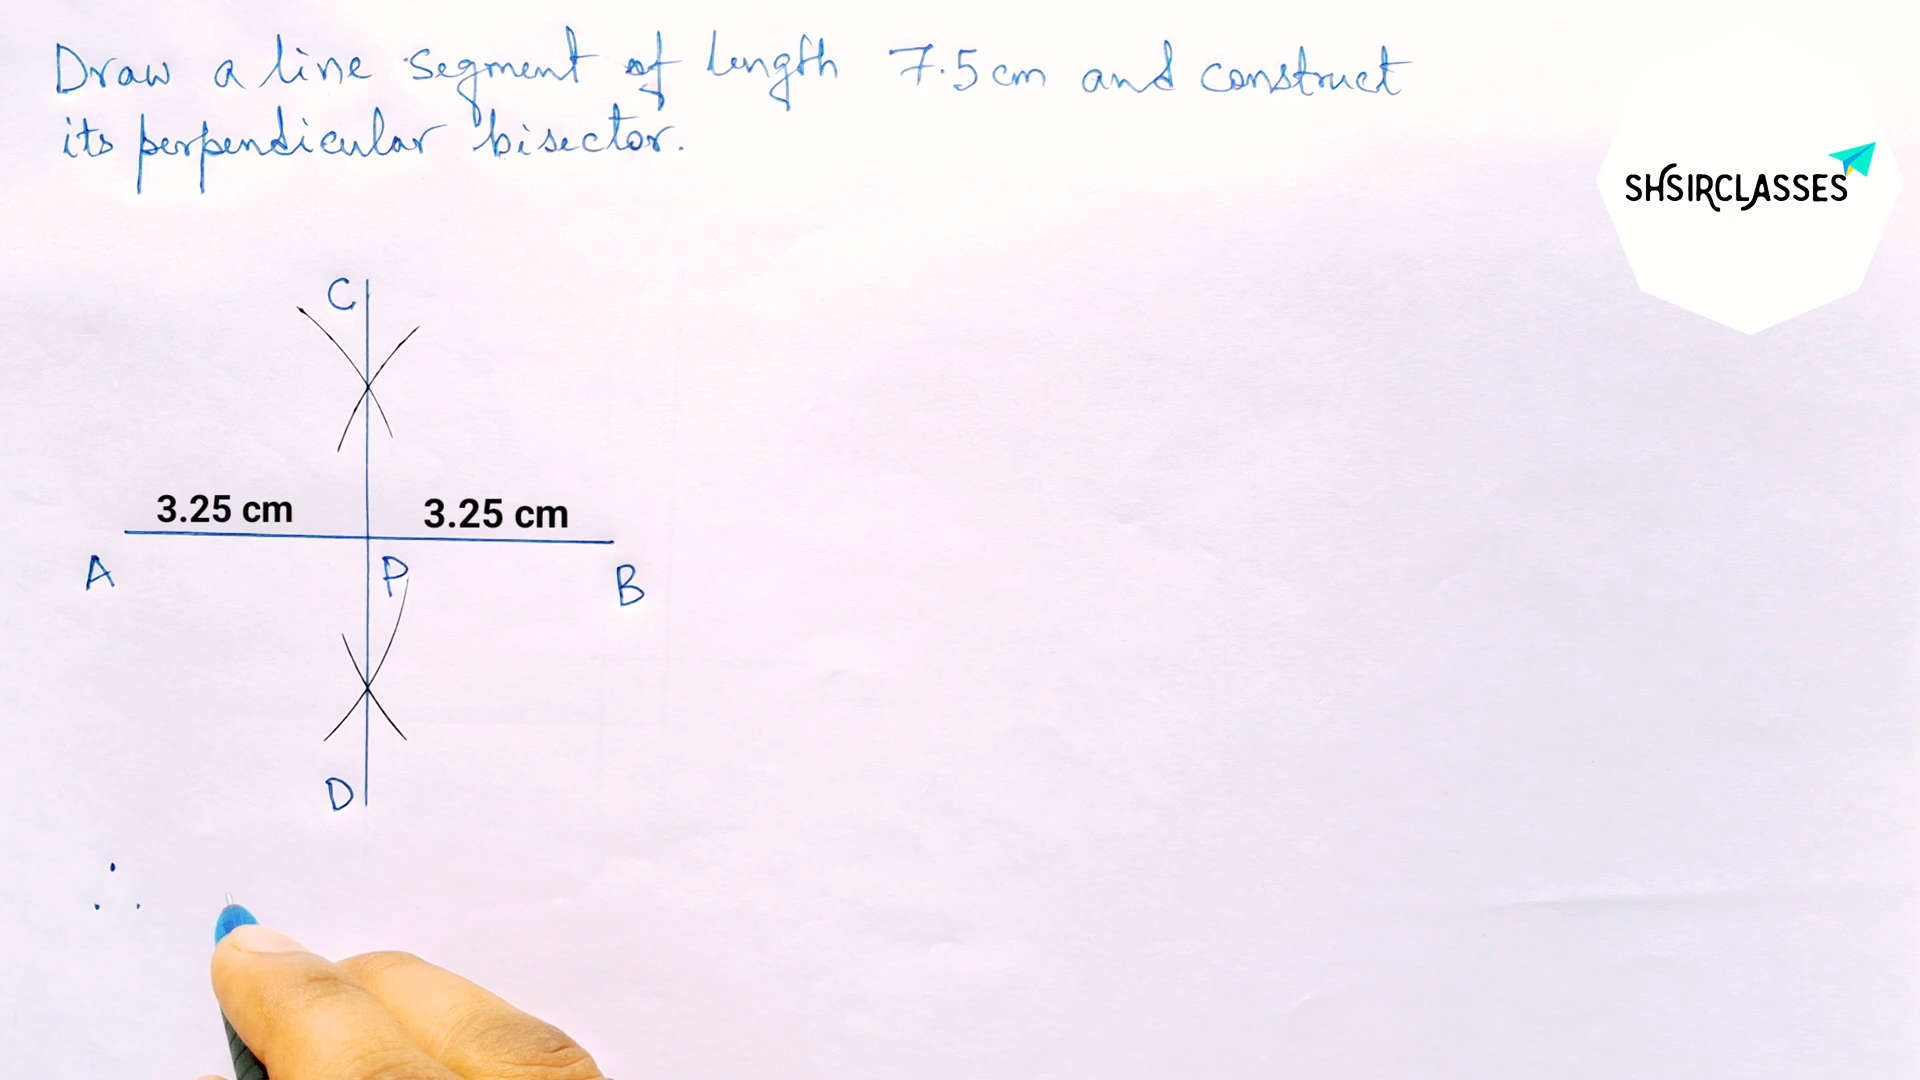 Draw a line segment of length 7.5 cm and construct
its perpendicular bisector.
SHSIRCLASSES
C
3.25 cm 3.25 cm
A P B
D
∴